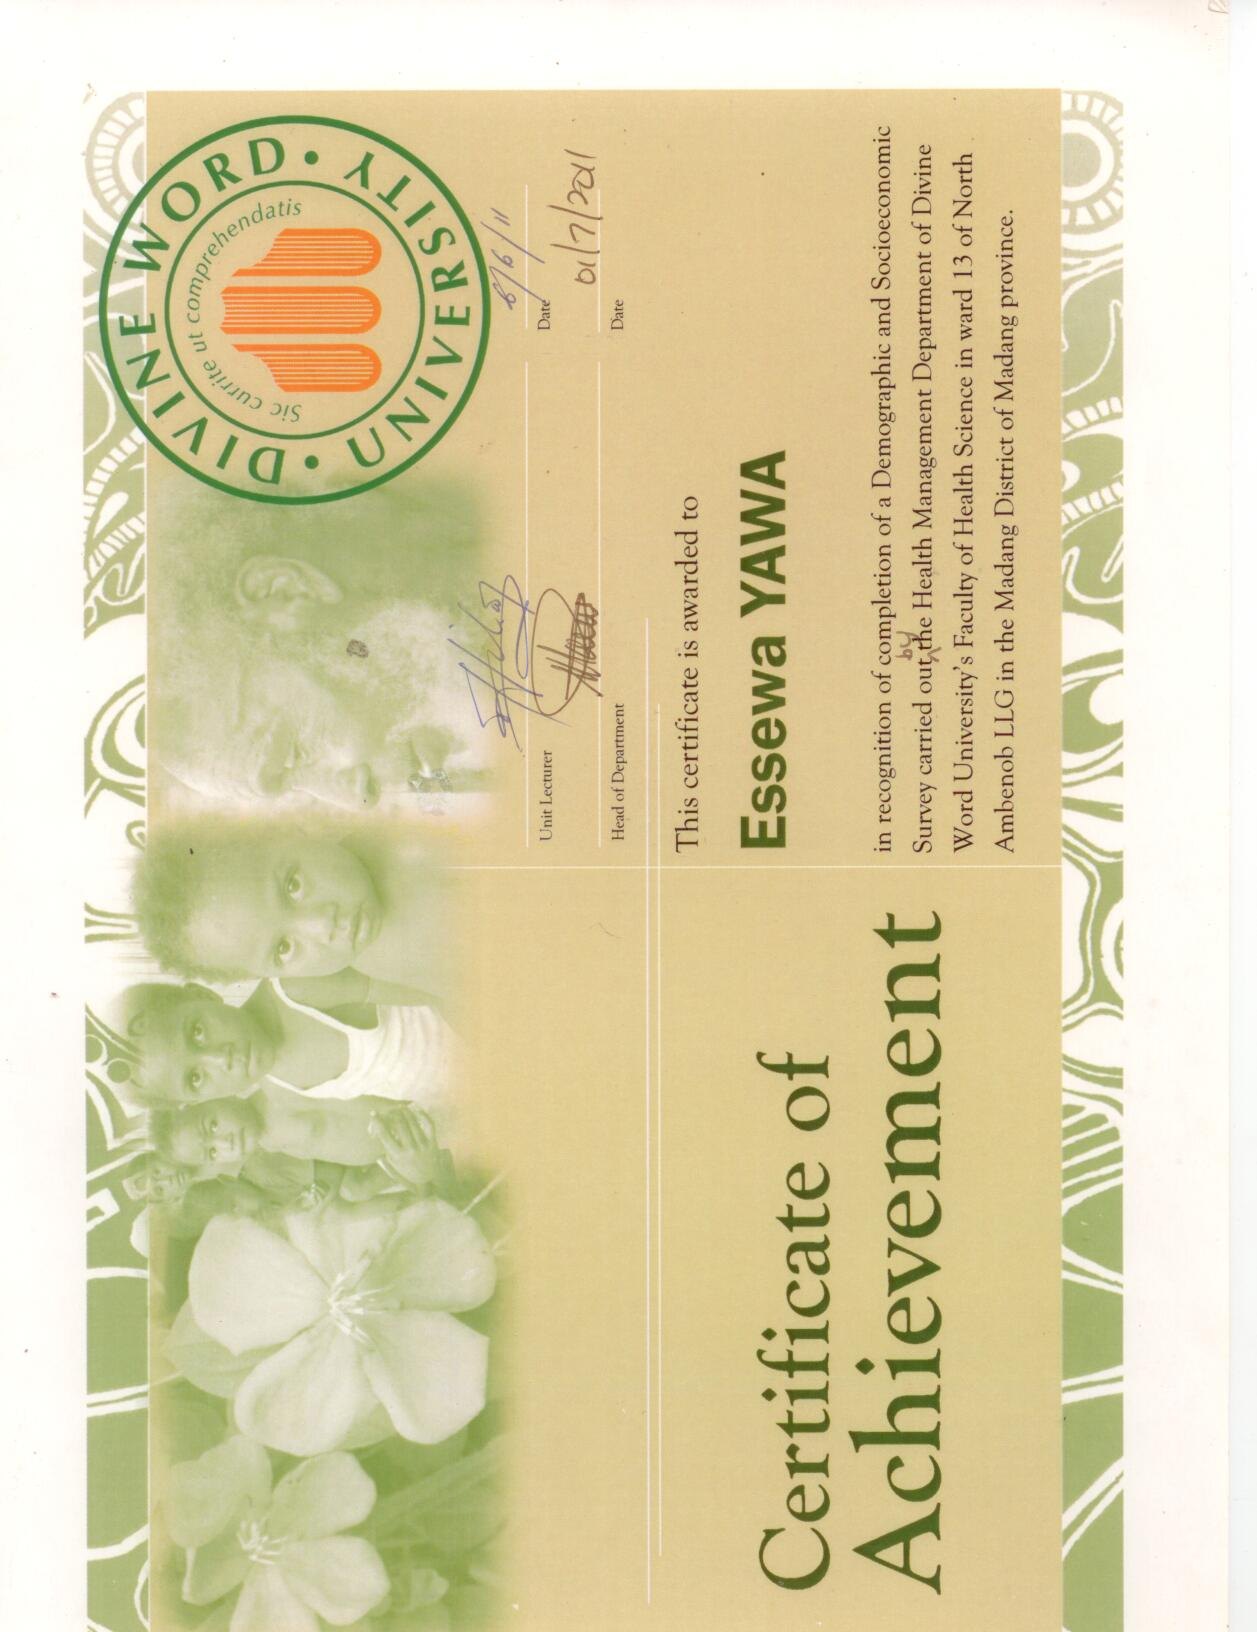 Certificate of
Achievement
This certificate is awarded to
Essewa YAWA
in recognition of completion of a Demographic and Socioeconomic
Survey carried out by the Health Management Department of Divine
Word University's Faculty of Health Science in ward 13 of North
Ambenob LLG in the Madang District of Madang province.
Unit Lecturer
8/6/11
Date
Head of Department
01/7/2011
Date
• DIVINE WORD • UNIVERSITY
Sic currite ut comprehendatis